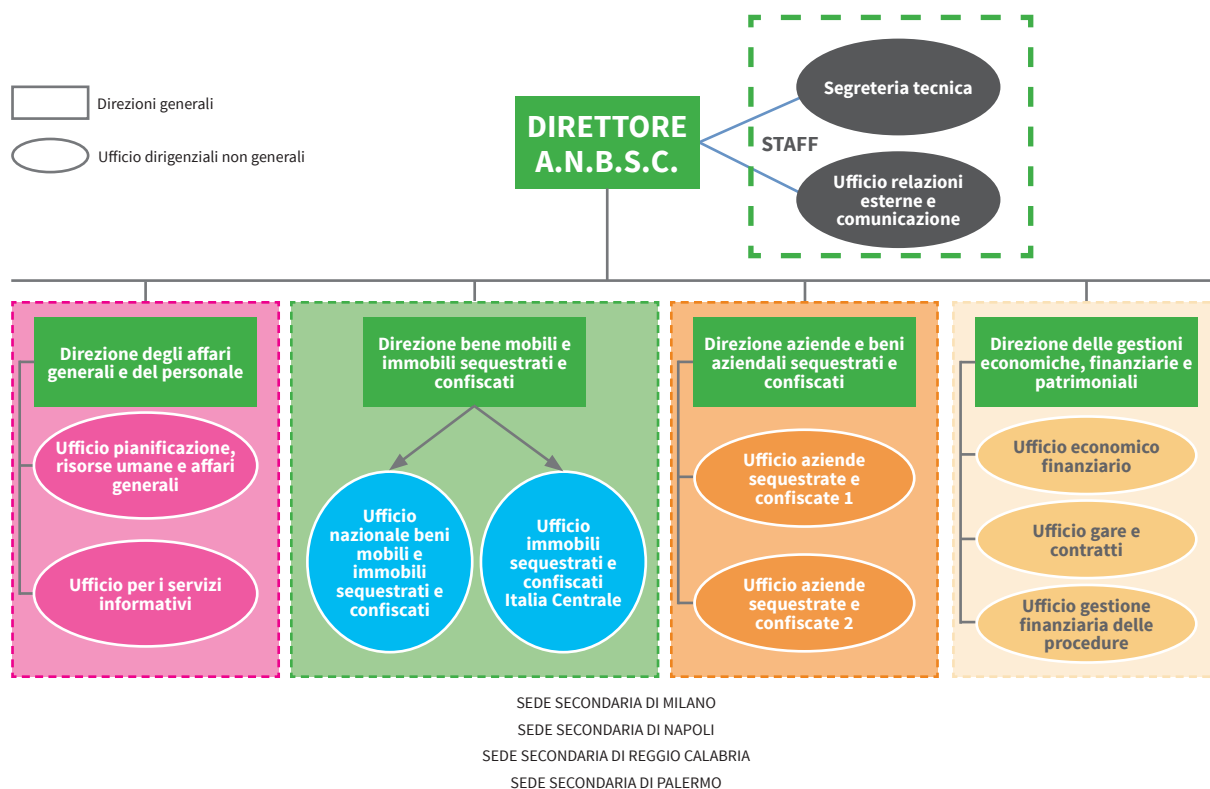 Direzioni generali
Ufficio dirigenziali non generali
DIRETTORE
A.N.B.S.C.
STAFF
Segreteria tecnica
Ufficio relazioni
esterne e
comunicazione
Direzione degli affari
generali e del personale
Ufficio pianificazione,
risorse umane e affari
generali
Ufficio per i servizi
informativi
Direzione bene mobili e
immobili sequestrati e
confiscati
Ufficio
nazionale beni
mobili e
immobili
sequestrati e
confiscati
Ufficio
immobili
sequestrati e
confiscati
Italia Centrale
Direzione aziende e beni
aziendali sequestrati e
confiscati
Ufficio aziende
sequestrate e
confiscate 1
Ufficio aziende
sequestrate e
confiscate 2
Direzione delle gestioni
economiche, finanziarie e
patrimoniali
Ufficio economico
finanziario
Ufficio gare e
contratti
Ufficio gestione
finanziaria delle
procedure
SEDE SECONDARIA DI MILANO
SEDE SECONDARIA DI NAPOLI
SEDE SECONDARIA DI REGGIO CALABRIA
SEDE SECONDARIA DI PALERMO